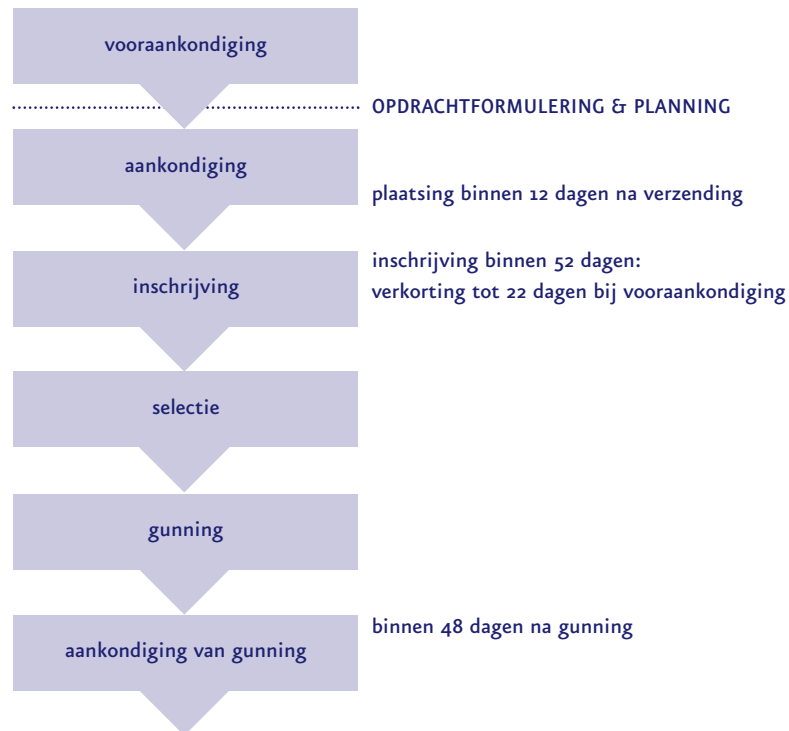 vooraankondiging
OPDRACHTFORMULERING & PLANNING
aankondiging
plaatsing binnen 12 dagen na verzending
inschrijving
inschrijving binnen 52 dagen:
verkorting tot 22 dagen bij vooraankondiging
selectie
gunning
aankondiging van gunning
binnen 48 dagen na gunning